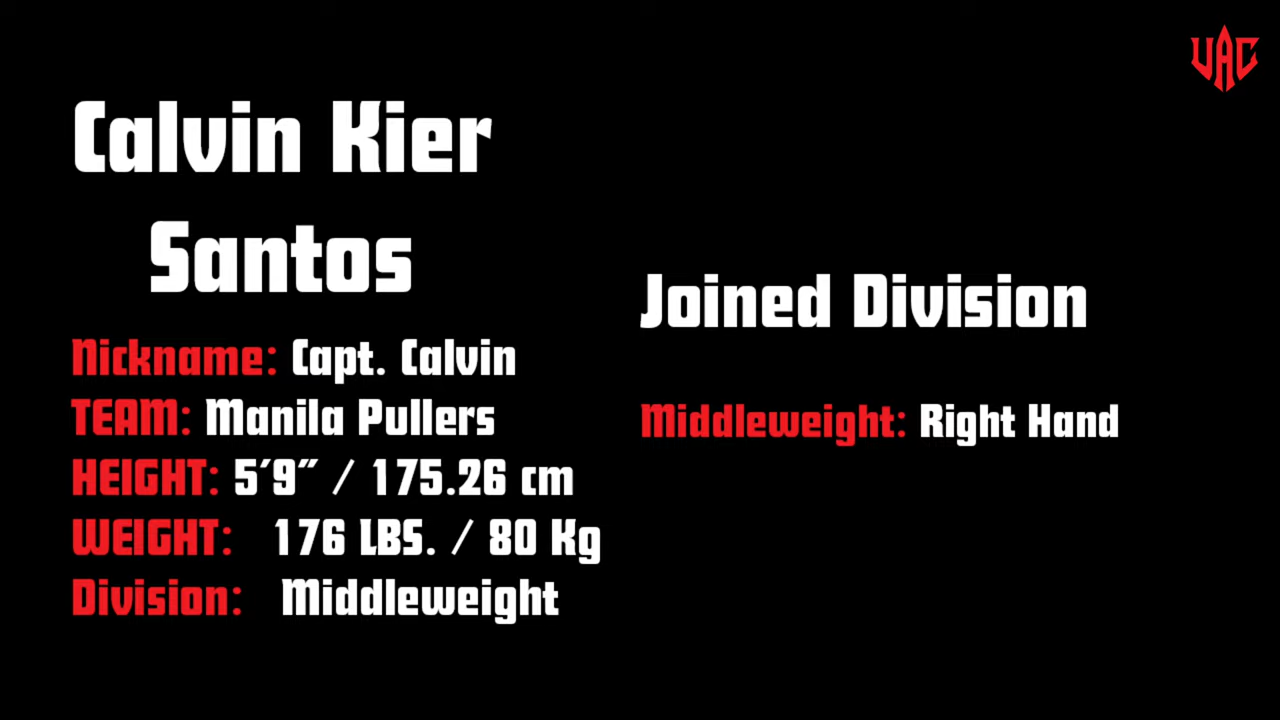 UAC
Calvin Kier
Santos
Nickname: Capt. Calvin
TEAM: Manila Pullers
HEIGHT: 5'9" / 175.26 cm
WEIGHT: 176 LBS. / 80 Kg
Division: Middleweight
Joined Division
Middleweight: Right Hand